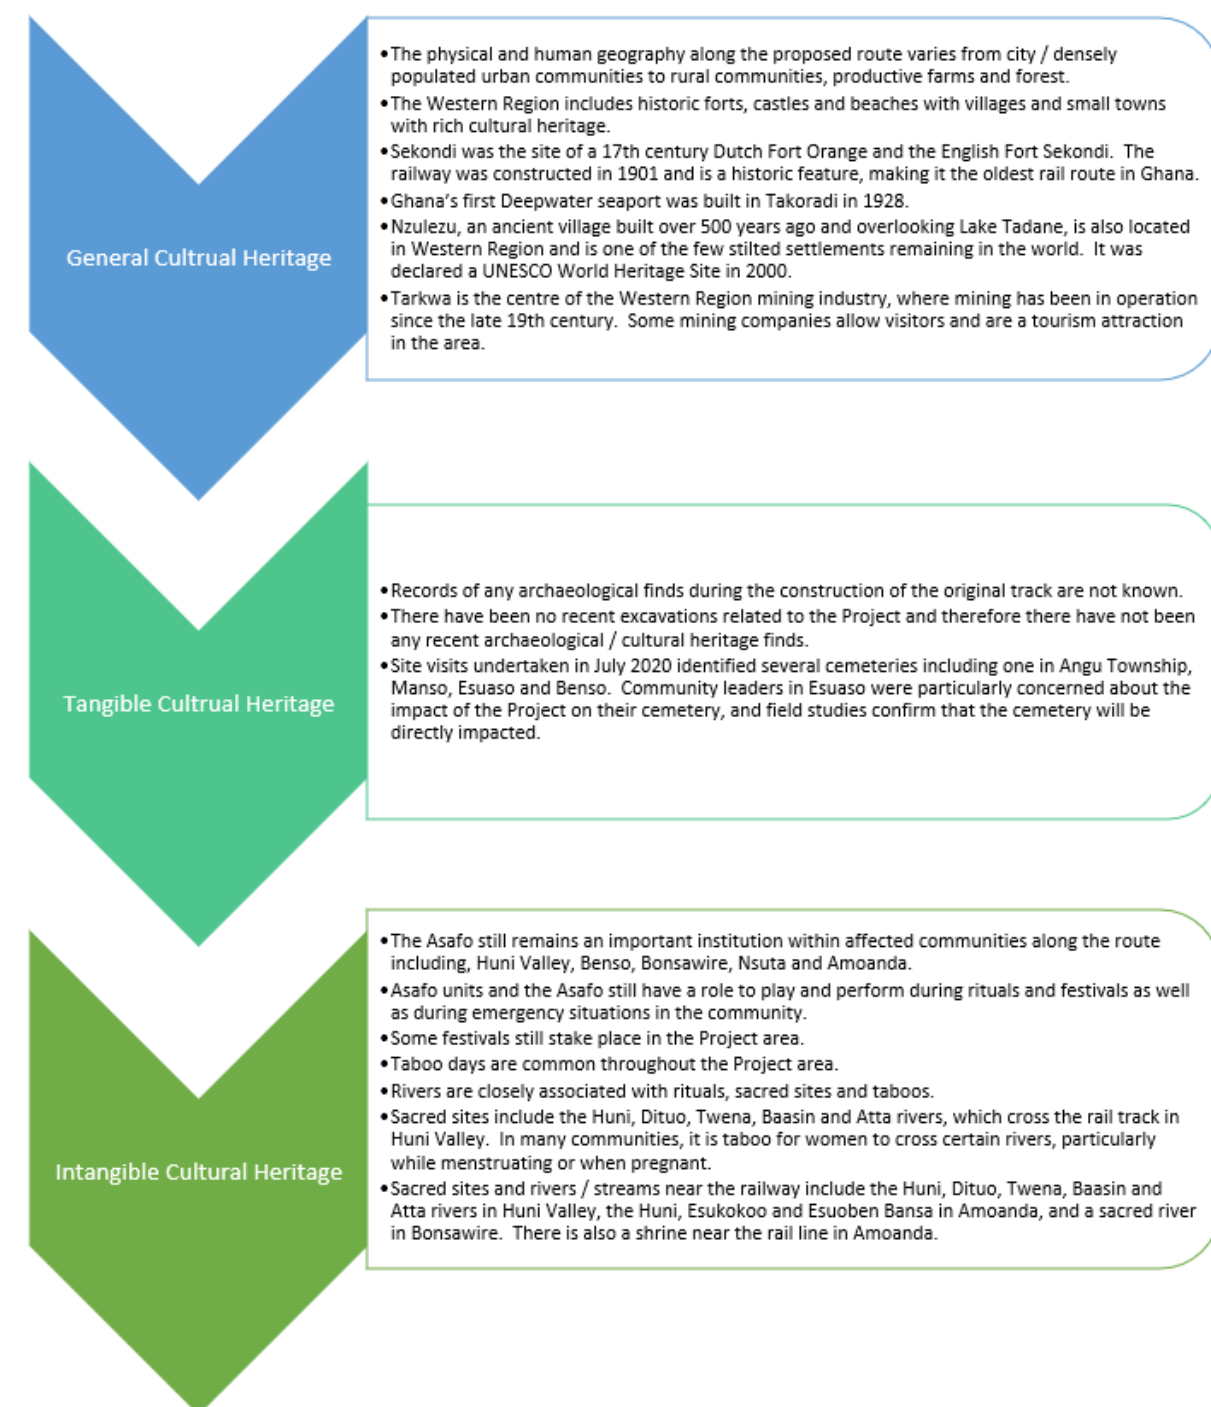 General Cultrual Heritage
•The physical and human geography along the proposed route varies from city / densely
populated urban communities to rural communities, productive farms and forest.
•The Western Region includes historic forts, castles and beaches with villages and small towns
with rich cultural heritage.
•Sekondi was the site of a 17th century Dutch Fort Orange and the English Fort Sekondi.  The
railway was constructed in 1901 and is a historic feature, making it the oldest rail route in Ghana.
•Ghana's first Deepwater seaport was built in Takoradi in 1928.
•Nzulezu, an ancient village built over 500 years ago and overlooking Lake Tadane, is also located
in Western Region and is one of the few stilted settlements remaining in the world.  It was
declared a UNESCO World Heritage Site in 2000.
•Tarkwa is the centre of the Western Region mining industry, where mining has been in operation
since the late 19th century.  Some mining companies allow visitors and are a tourism attraction
in the area.
Tangible Cultrual Heritage
•Records of any archaeological finds during the construction of the original track are not known.
•There have been no recent excavations related to the Project and therefore there have not been
any recent archaeological / cultural heritage finds.
•Site visits undertaken in July 2020 identified several cemeteries including one in Angu Township,
Manso, Esuaso and Benso.  Community leaders in Esuaso were particularly concerned about the
impact of the Project on their cemetery, and field studies confirm that the cemetery will be
directly impacted.
Intangible Cultural Heritage
•The Asafo still remains an important institution within affected communities along the route
including, Huni Valley, Benso, Bonsawire, Nsuta and Amoanda.
•Asafo units and the Asafo still have a role to play and perform during rituals and festivals as well
as during emergency situations in the community.
•Some festivals still stake place in the Project area.
•Taboo days are common throughout the Project area.
•Rivers are closely associated with rituals, sacred sites and taboos.
•Sacred sites include the Huni, Dituo, Twena, Baasin and Atta rivers, which cross the rail track in
Huni Valley.  In many communities, it is taboo for women to cross certain rivers, particularly
while menstruating or when pregnant.
•Sacred sites and rivers / streams near the railway include the Huni, Dituo, Twena, Baasin and
Atta rivers in Huni Valley, the Huni, Esukokoo and Esuoben Bansa in Amoanda, and a sacred river
in Bonsawire.  There is also a shrine near the rail line in Amoanda.